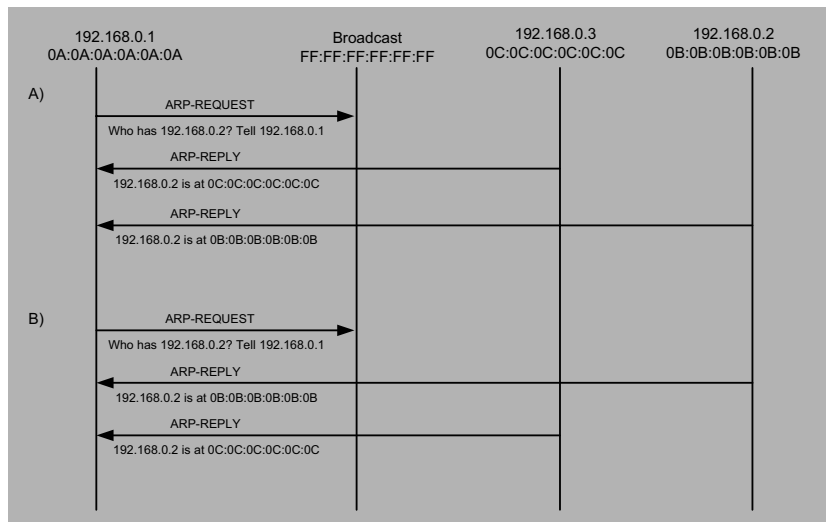 192.168.0.1
0A:0A:0A:0A:0A:0A
Broadcast
FF:FF:FF:FF:FF:FF
192.168.0.3
0C:0C:0C:0C:0C:0C
192.168.0.2
0B:0B:0B:0B:0B:0B
A)
ARP-REQUEST
Who has 192.168.0.2? Tell 192.168.0.1
ARP-REPLY
192.168.0.2 is at 0C:0C:0C:0C:0C:0C
ARP-REPLY
192.168.0.2 is at 0B:0B:0B:0B:0B:0B
B)
ARP-REQUEST
Who has 192.168.0.2? Tell 192.168.0.1
ARP-REPLY
192.168.0.2 is at 0B:0B:0B:0B:0B:0B
ARP-REPLY
192.168.0.2 is at 0C:0C:0C:0C:0C:0C